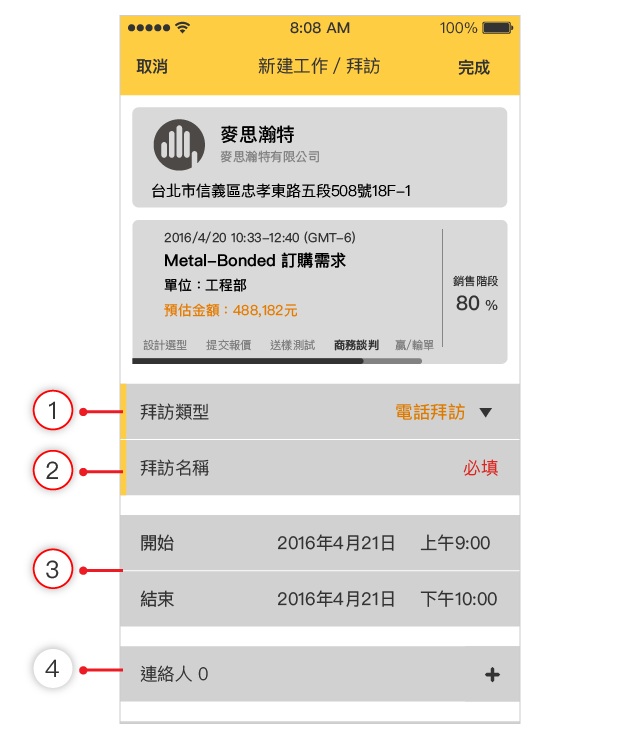 8:08 AM 100%
取消 新建工作 / 拜訪 完成
麥思瀚特
麥思瀚特有限公司
台北市信義區忠孝東路五段508號18F-1
2016/4/20 10:33-12:40 (GMT-6)
Metal-Bonded 訂購需求
單位：工程部
預估金額：488,182元
銷售階段
80 %
設計選型 提交報價 送樣測試 商務談判 贏/輸單
1 拜訪類型 電話拜訪
2 拜訪名稱 必填
開始 2016年4月21日 上午9:00
3
結束 2016年4月21日 下午10:00
4 連絡人 0